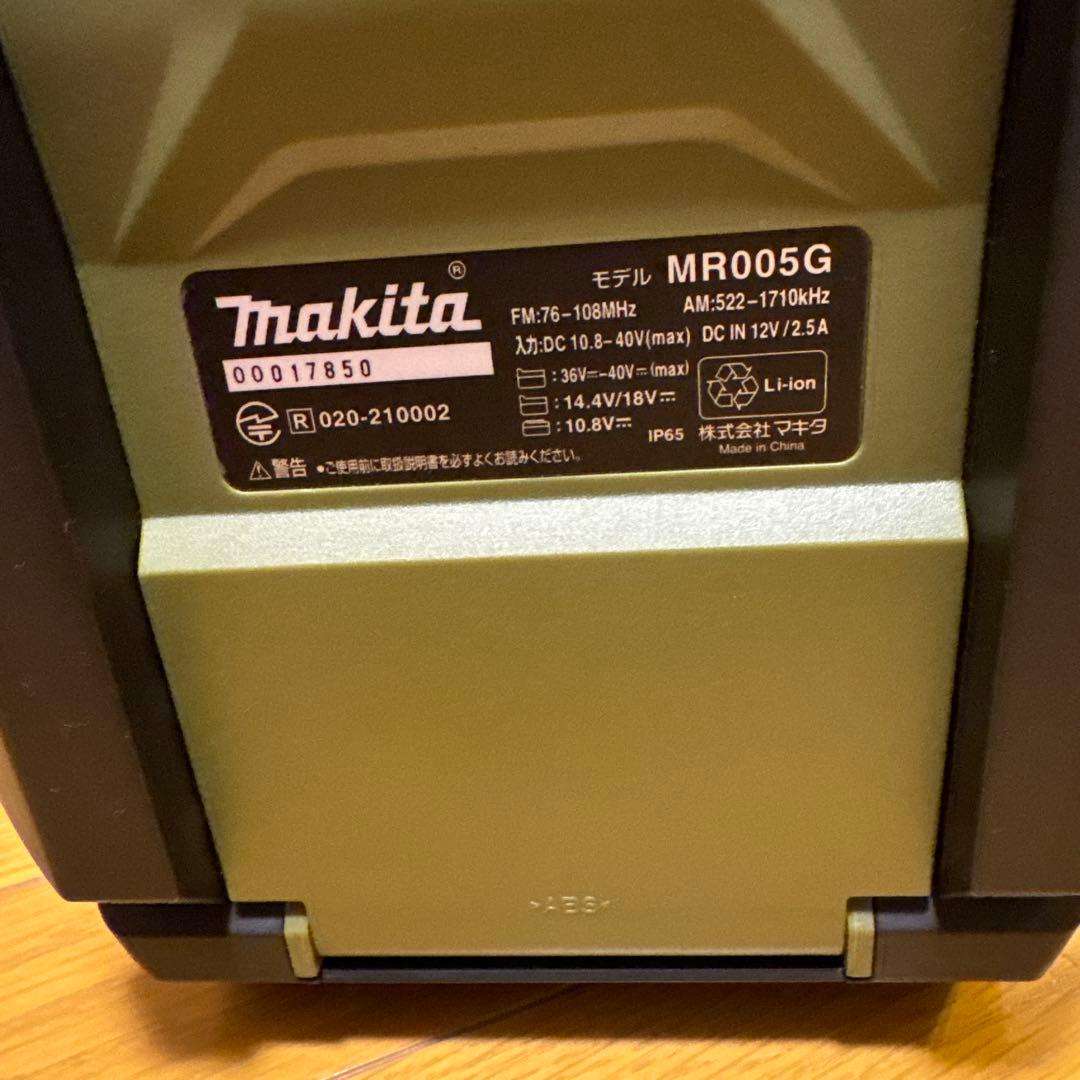 makita®
00017850
R 020-210002
⚠警告 •ご使用前に取扱説明書を必ずよくお読みください。
モデル MR005G
FM:76-108MHz AM:522-1710kHz
入力:DC 10.8-40V(max) DC IN 12V/2.5A
:36V⎓-40V⎓(max)
:14.4V/18V⎓
:10.8V⎓
Li-ion
IP65 株式会社マキタ
Made in China
>ABS<